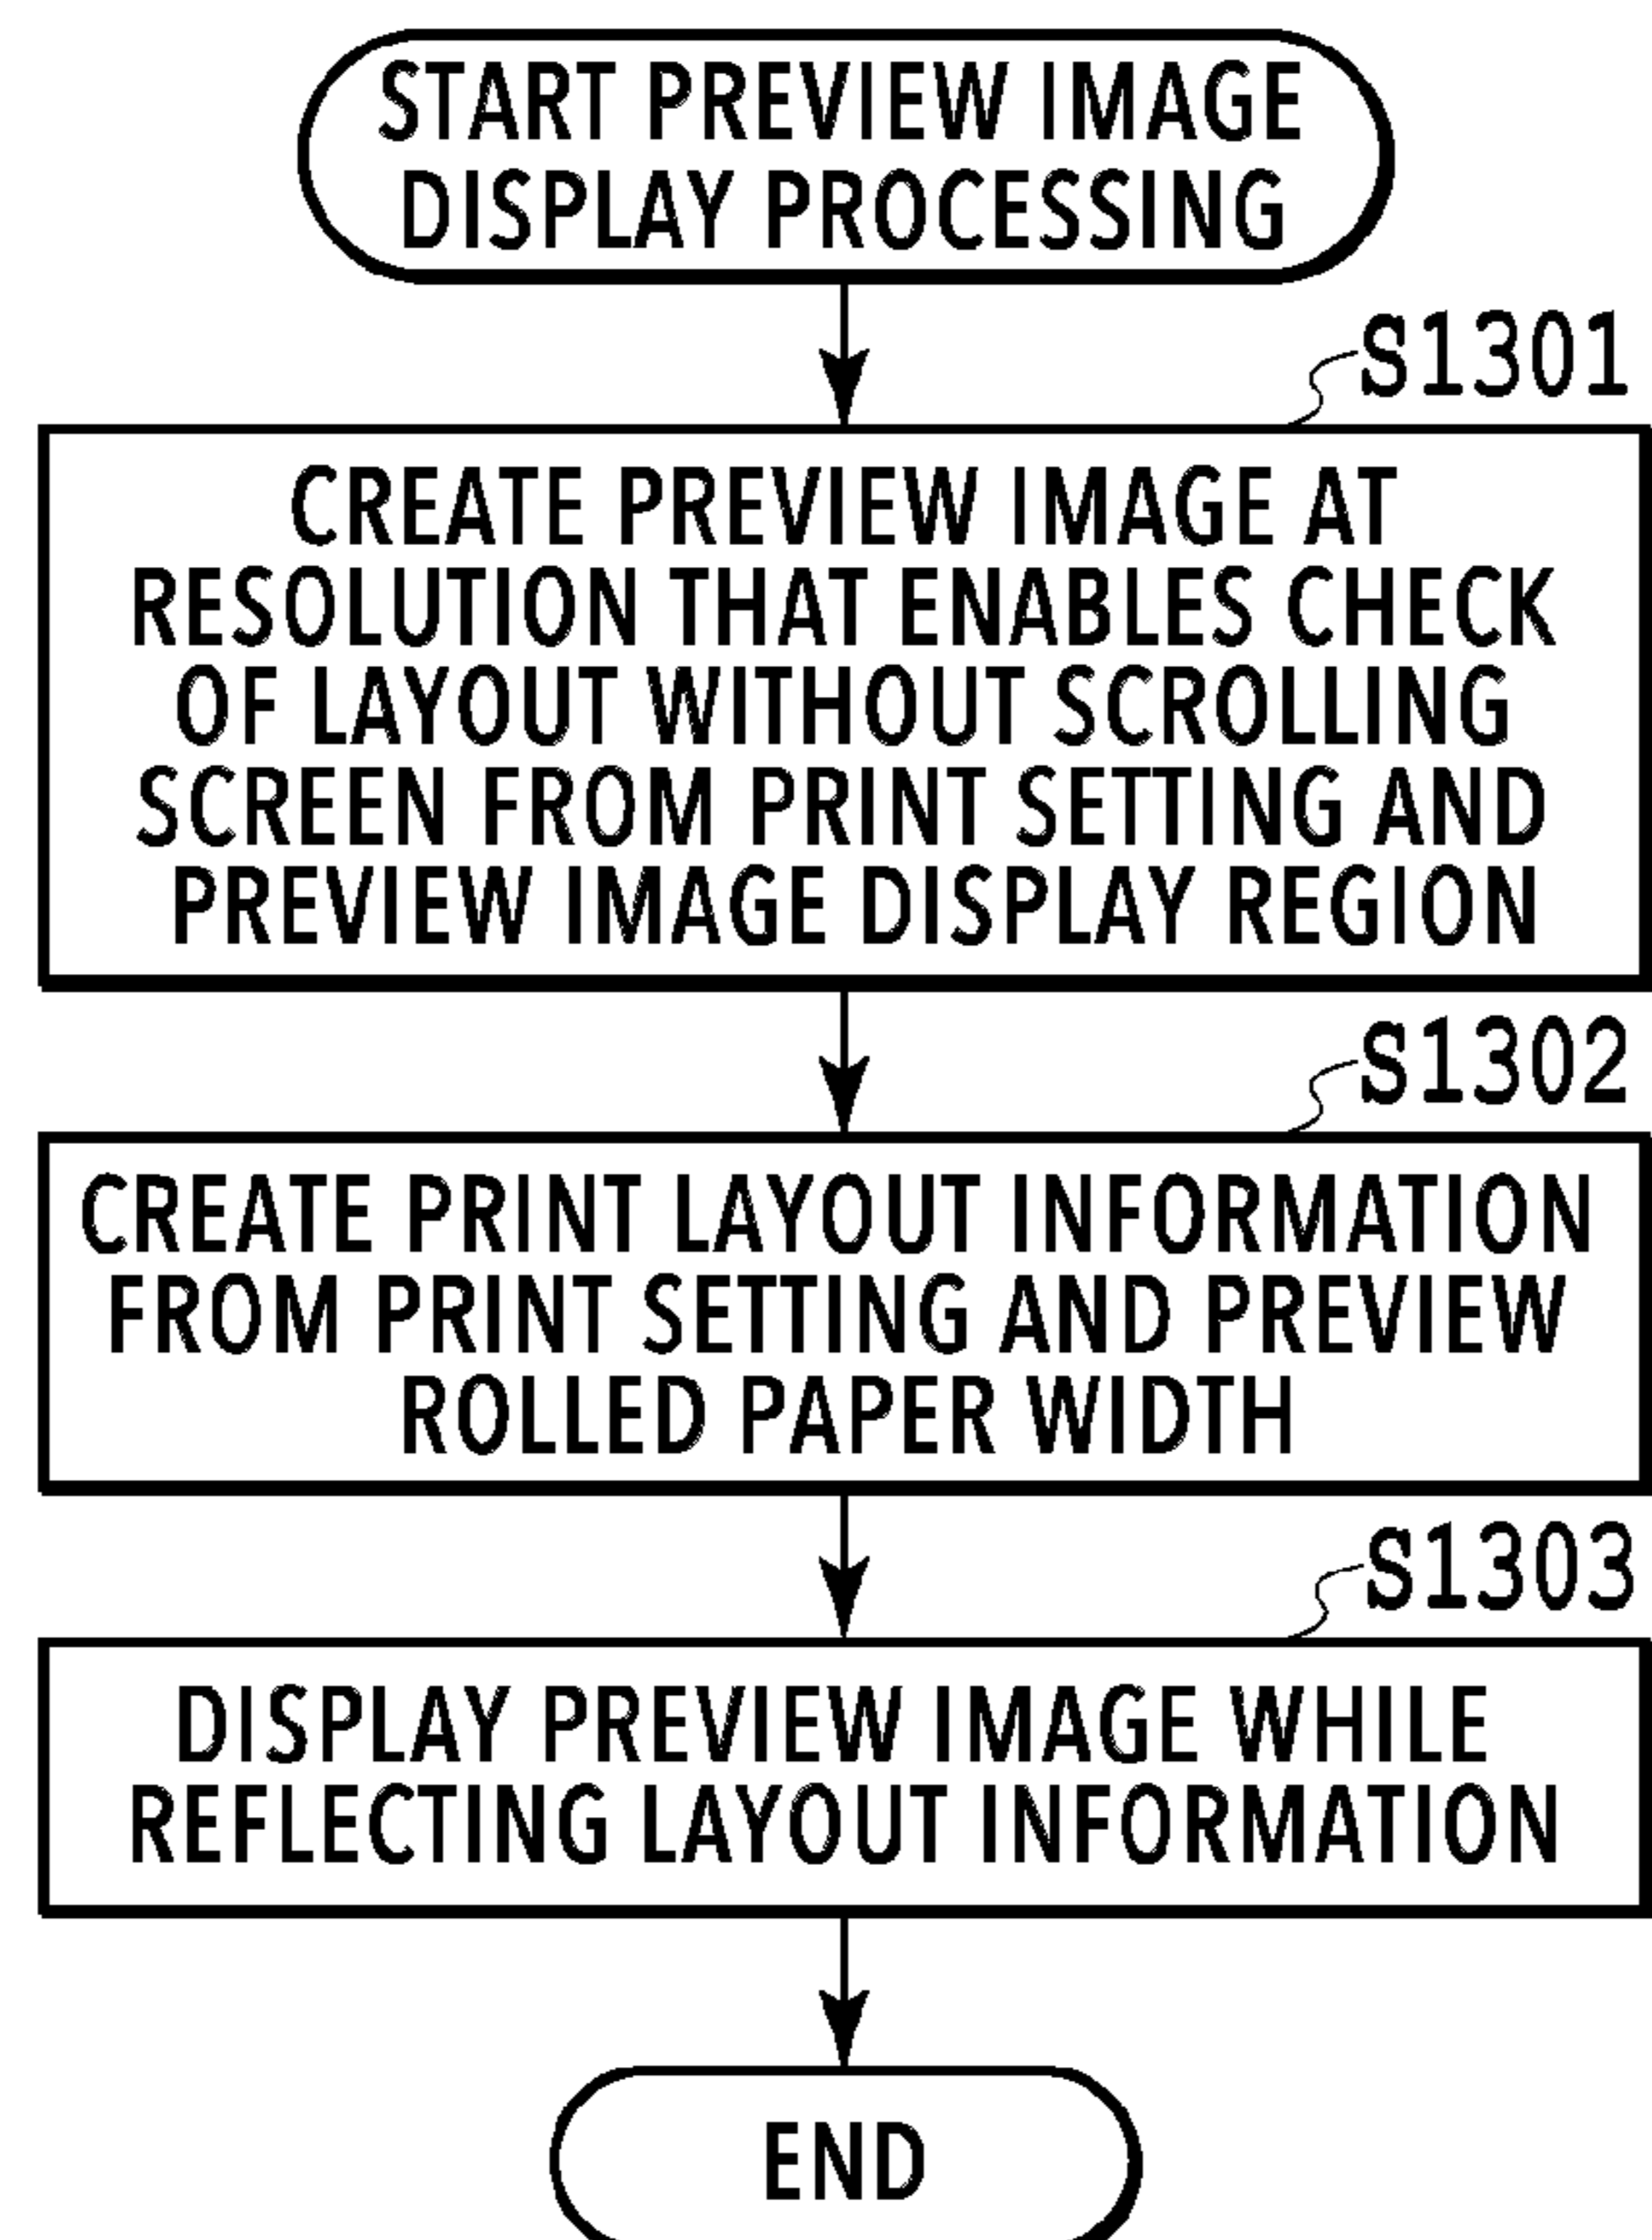 START PREVIEW IMAGE
DISPLAY PROCESSING
S1301
CREATE PREVIEW IMAGE AT
RESOLUTION THAT ENABLES CHECK
OF LAYOUT WITHOUT SCROLLING
SCREEN FROM PRINT SETTING AND
PREVIEW IMAGE DISPLAY REGION
S1302
CREATE PRINT LAYOUT INFORMATION
FROM PRINT SETTING AND PREVIEW
ROLLED PAPER WIDTH
S1303
DISPLAY PREVIEW IMAGE WHILE
REFLECTING LAYOUT INFORMATION
END